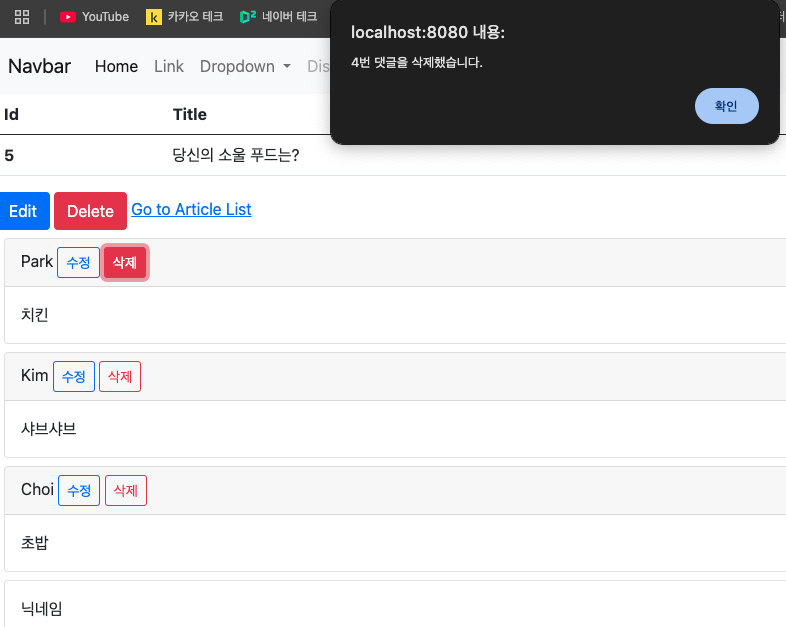 YouTube 카카오 테크 네이버 테크
localhost:8080 내용:
4번 댓글을 삭제했습니다.
확인
Navbar Home Link Dropdown Dis
Id Title
5 당신의 소울 푸드는?
Edit Delete Go to Article List
Park 수정 삭제
치킨
Kim 수정 삭제
샤브샤브
Choi 수정 삭제
초밥
닉네임